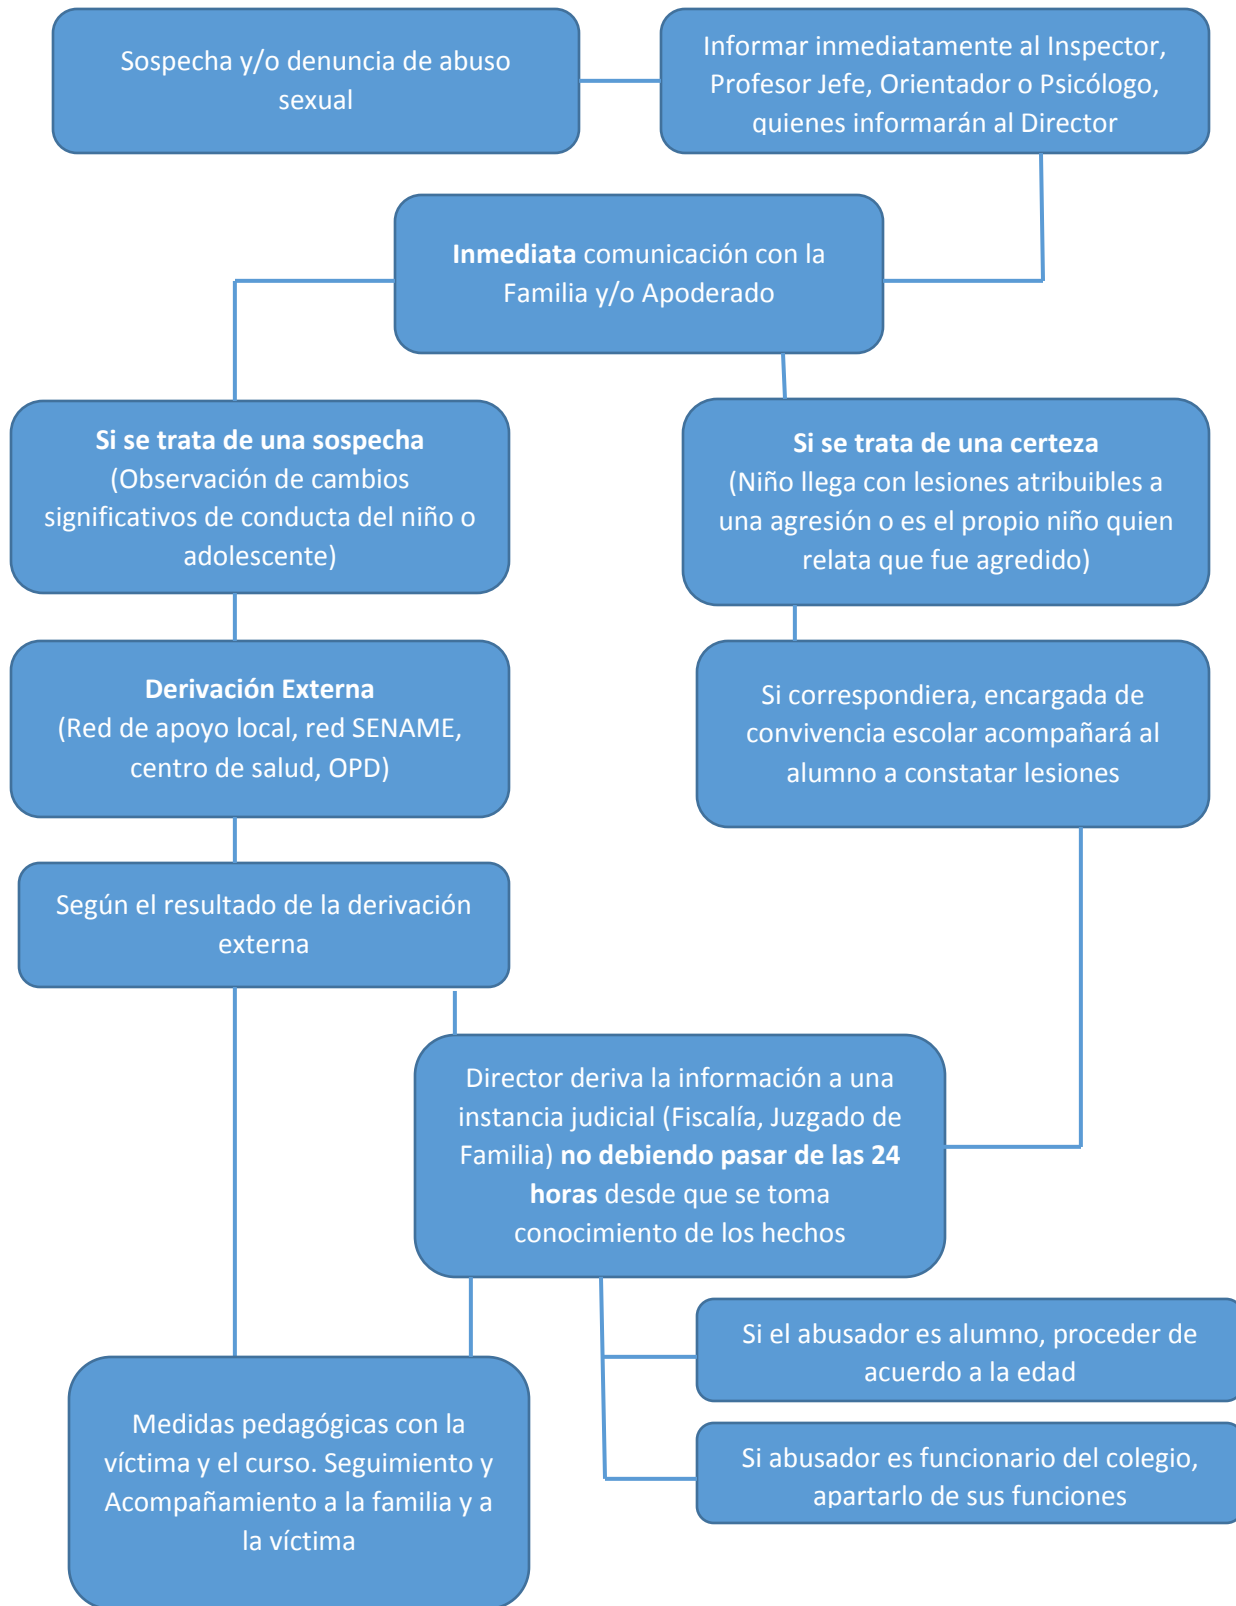 Sospecha y/o denuncia de abuso
sexual
Informar inmediatamente al Inspector,
Profesor Jefe, Orientador o Psicólogo,
quienes informarán al Director
Inmediata comunicación con la
Familia y/o Apoderado
Si se trata de una sospecha
(Observación de cambios
significativos de conducta del niño o
adolescente)
Si se trata de una certeza
(Niño llega con lesiones atribuibles a
una agresión o es el propio niño quien
relata que fue agredido)
Derivación Externa
(Red de apoyo local, red SENAME,
centro de salud, OPD)
Si correspondiera, encargada de
convivencia escolar acompañará al
alumno a constatar lesiones
Según el resultado de la derivación
externa
Director deriva la información a una
instancia judicial (Fiscalía, Juzgado de
Familia) no debiendo pasar de las 24
horas desde que se toma
conocimiento de los hechos
Si el abusador es alumno, proceder de
acuerdo a la edad
Si abusador es funcionario del colegio,
apartarlo de sus funciones
Medidas pedagógicas con la
víctima y el curso. Seguimiento y
Acompañamiento a la familia y a
la víctima